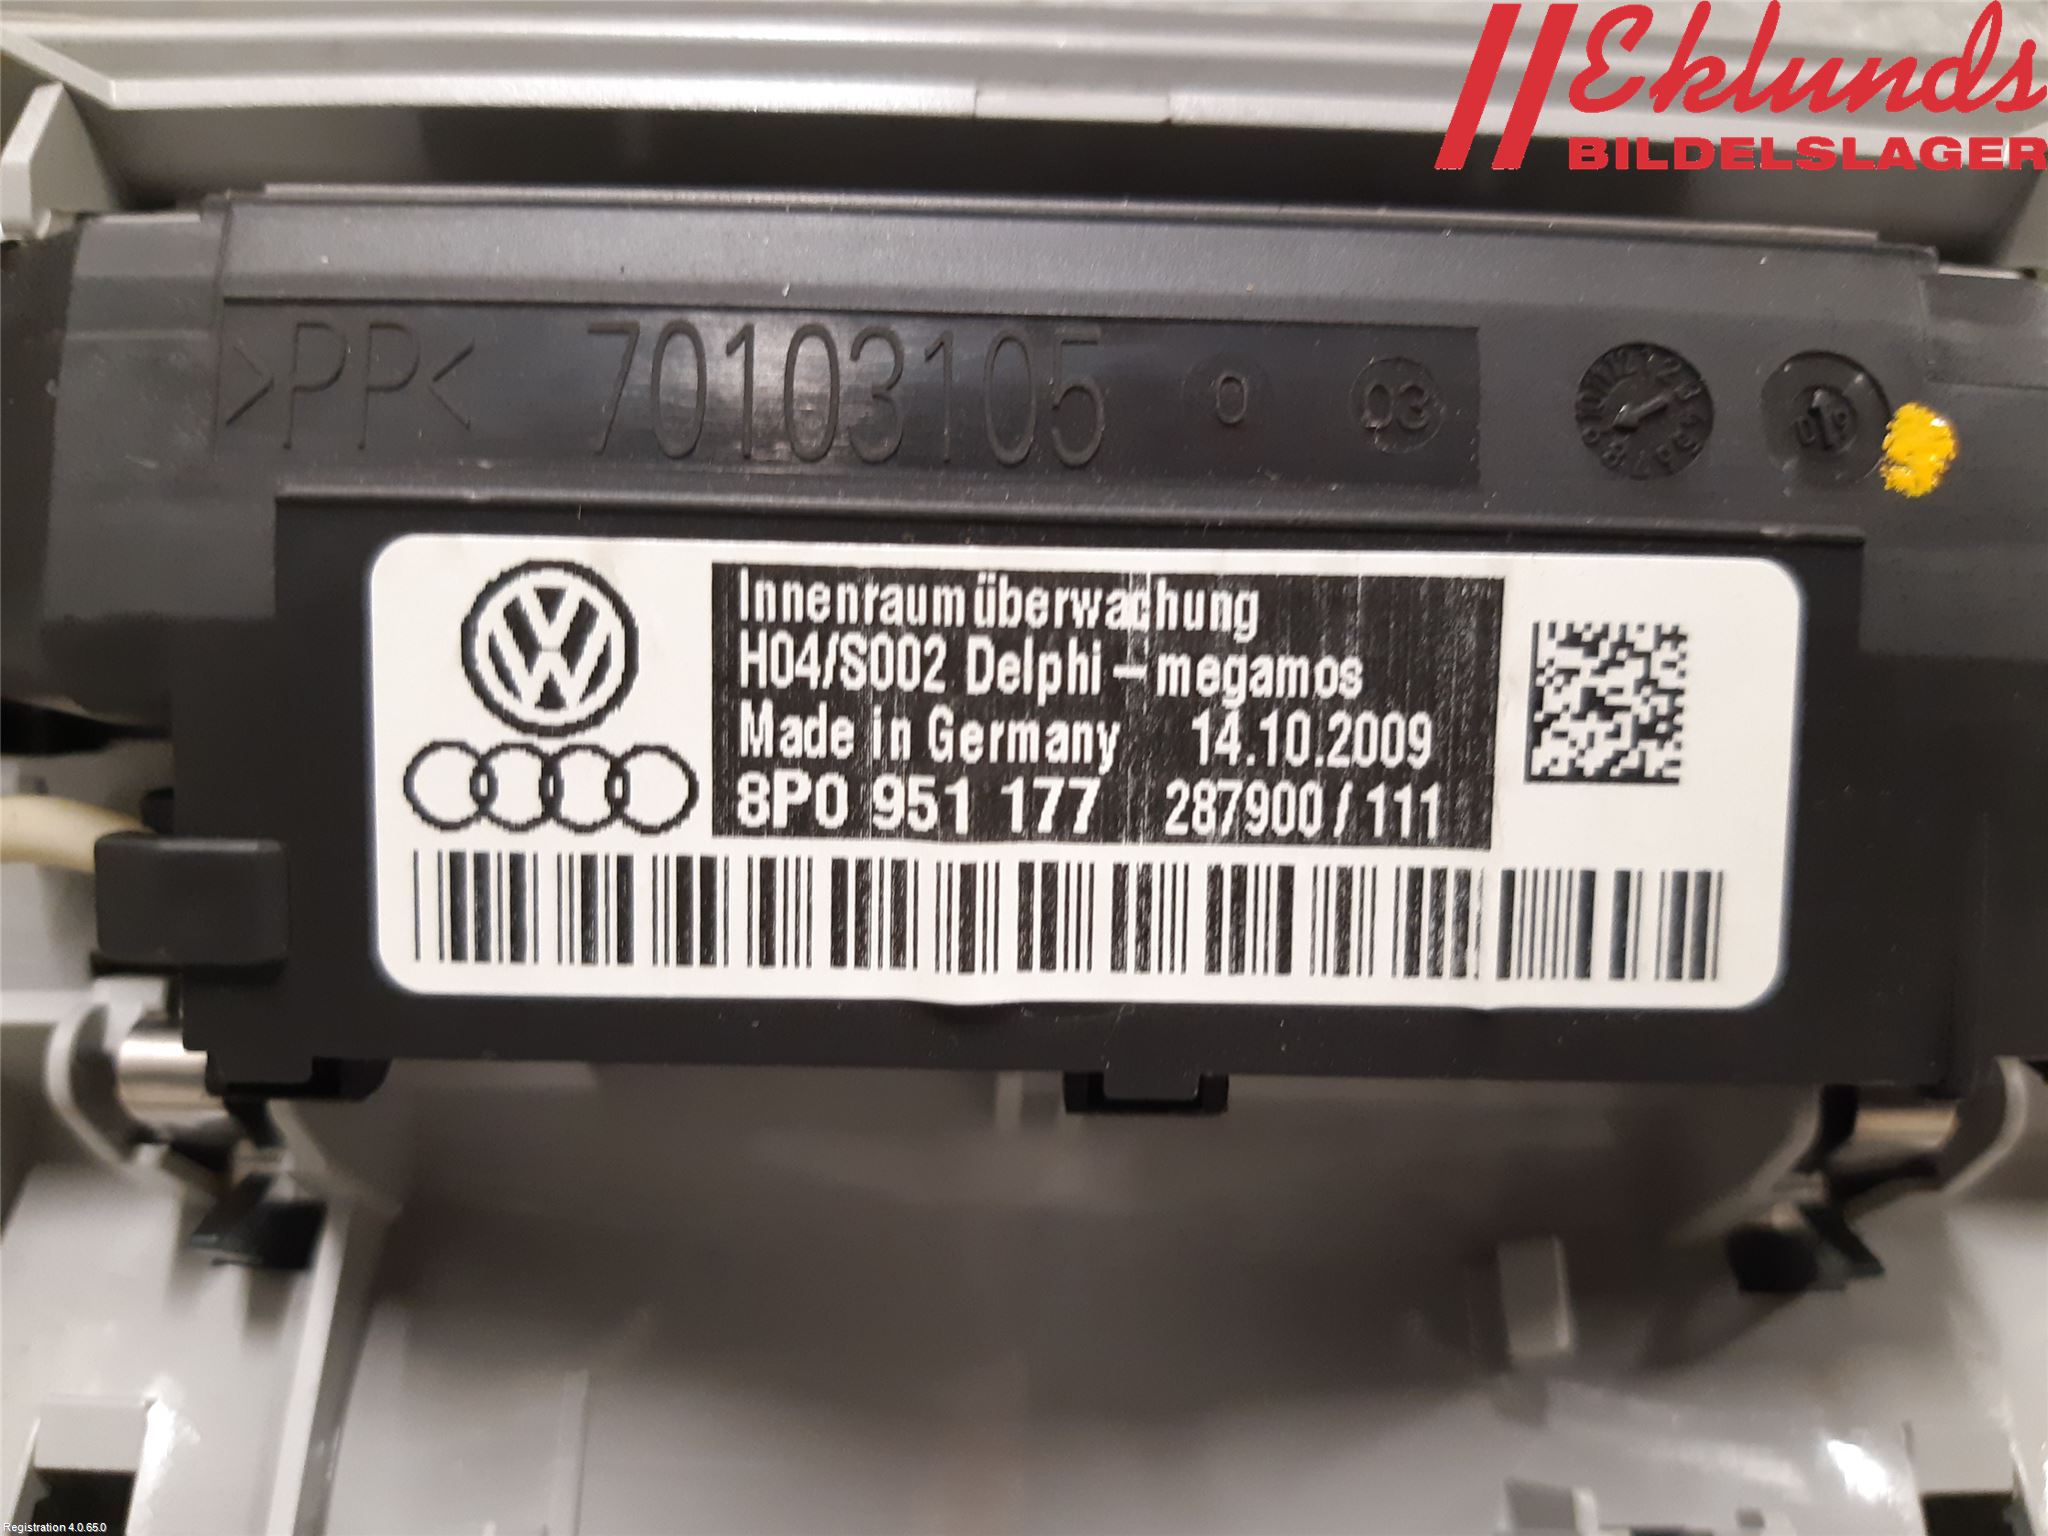 Eklunds
BILDELSLAGER
>PP< 70103105 0 03
Innenraumüberwachung
H04/S002 Delphi - megamos
Made in Germany 14.10.2009
8P0 951 177 287900/111
Registration 4.0.65.0